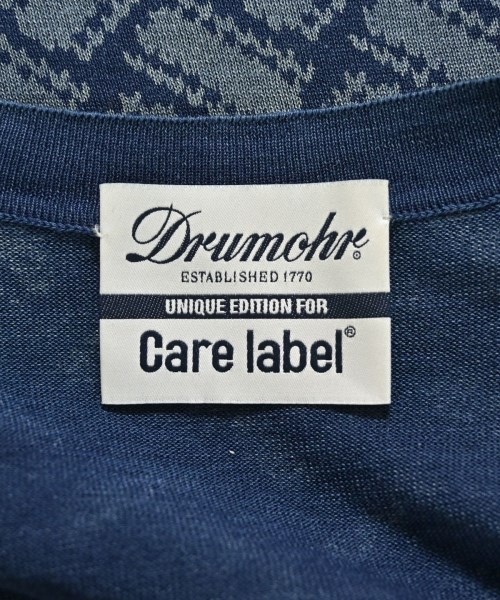 Drumohr®
ESTABLISHED 1770
UNIQUE EDITION FOR
Care label®